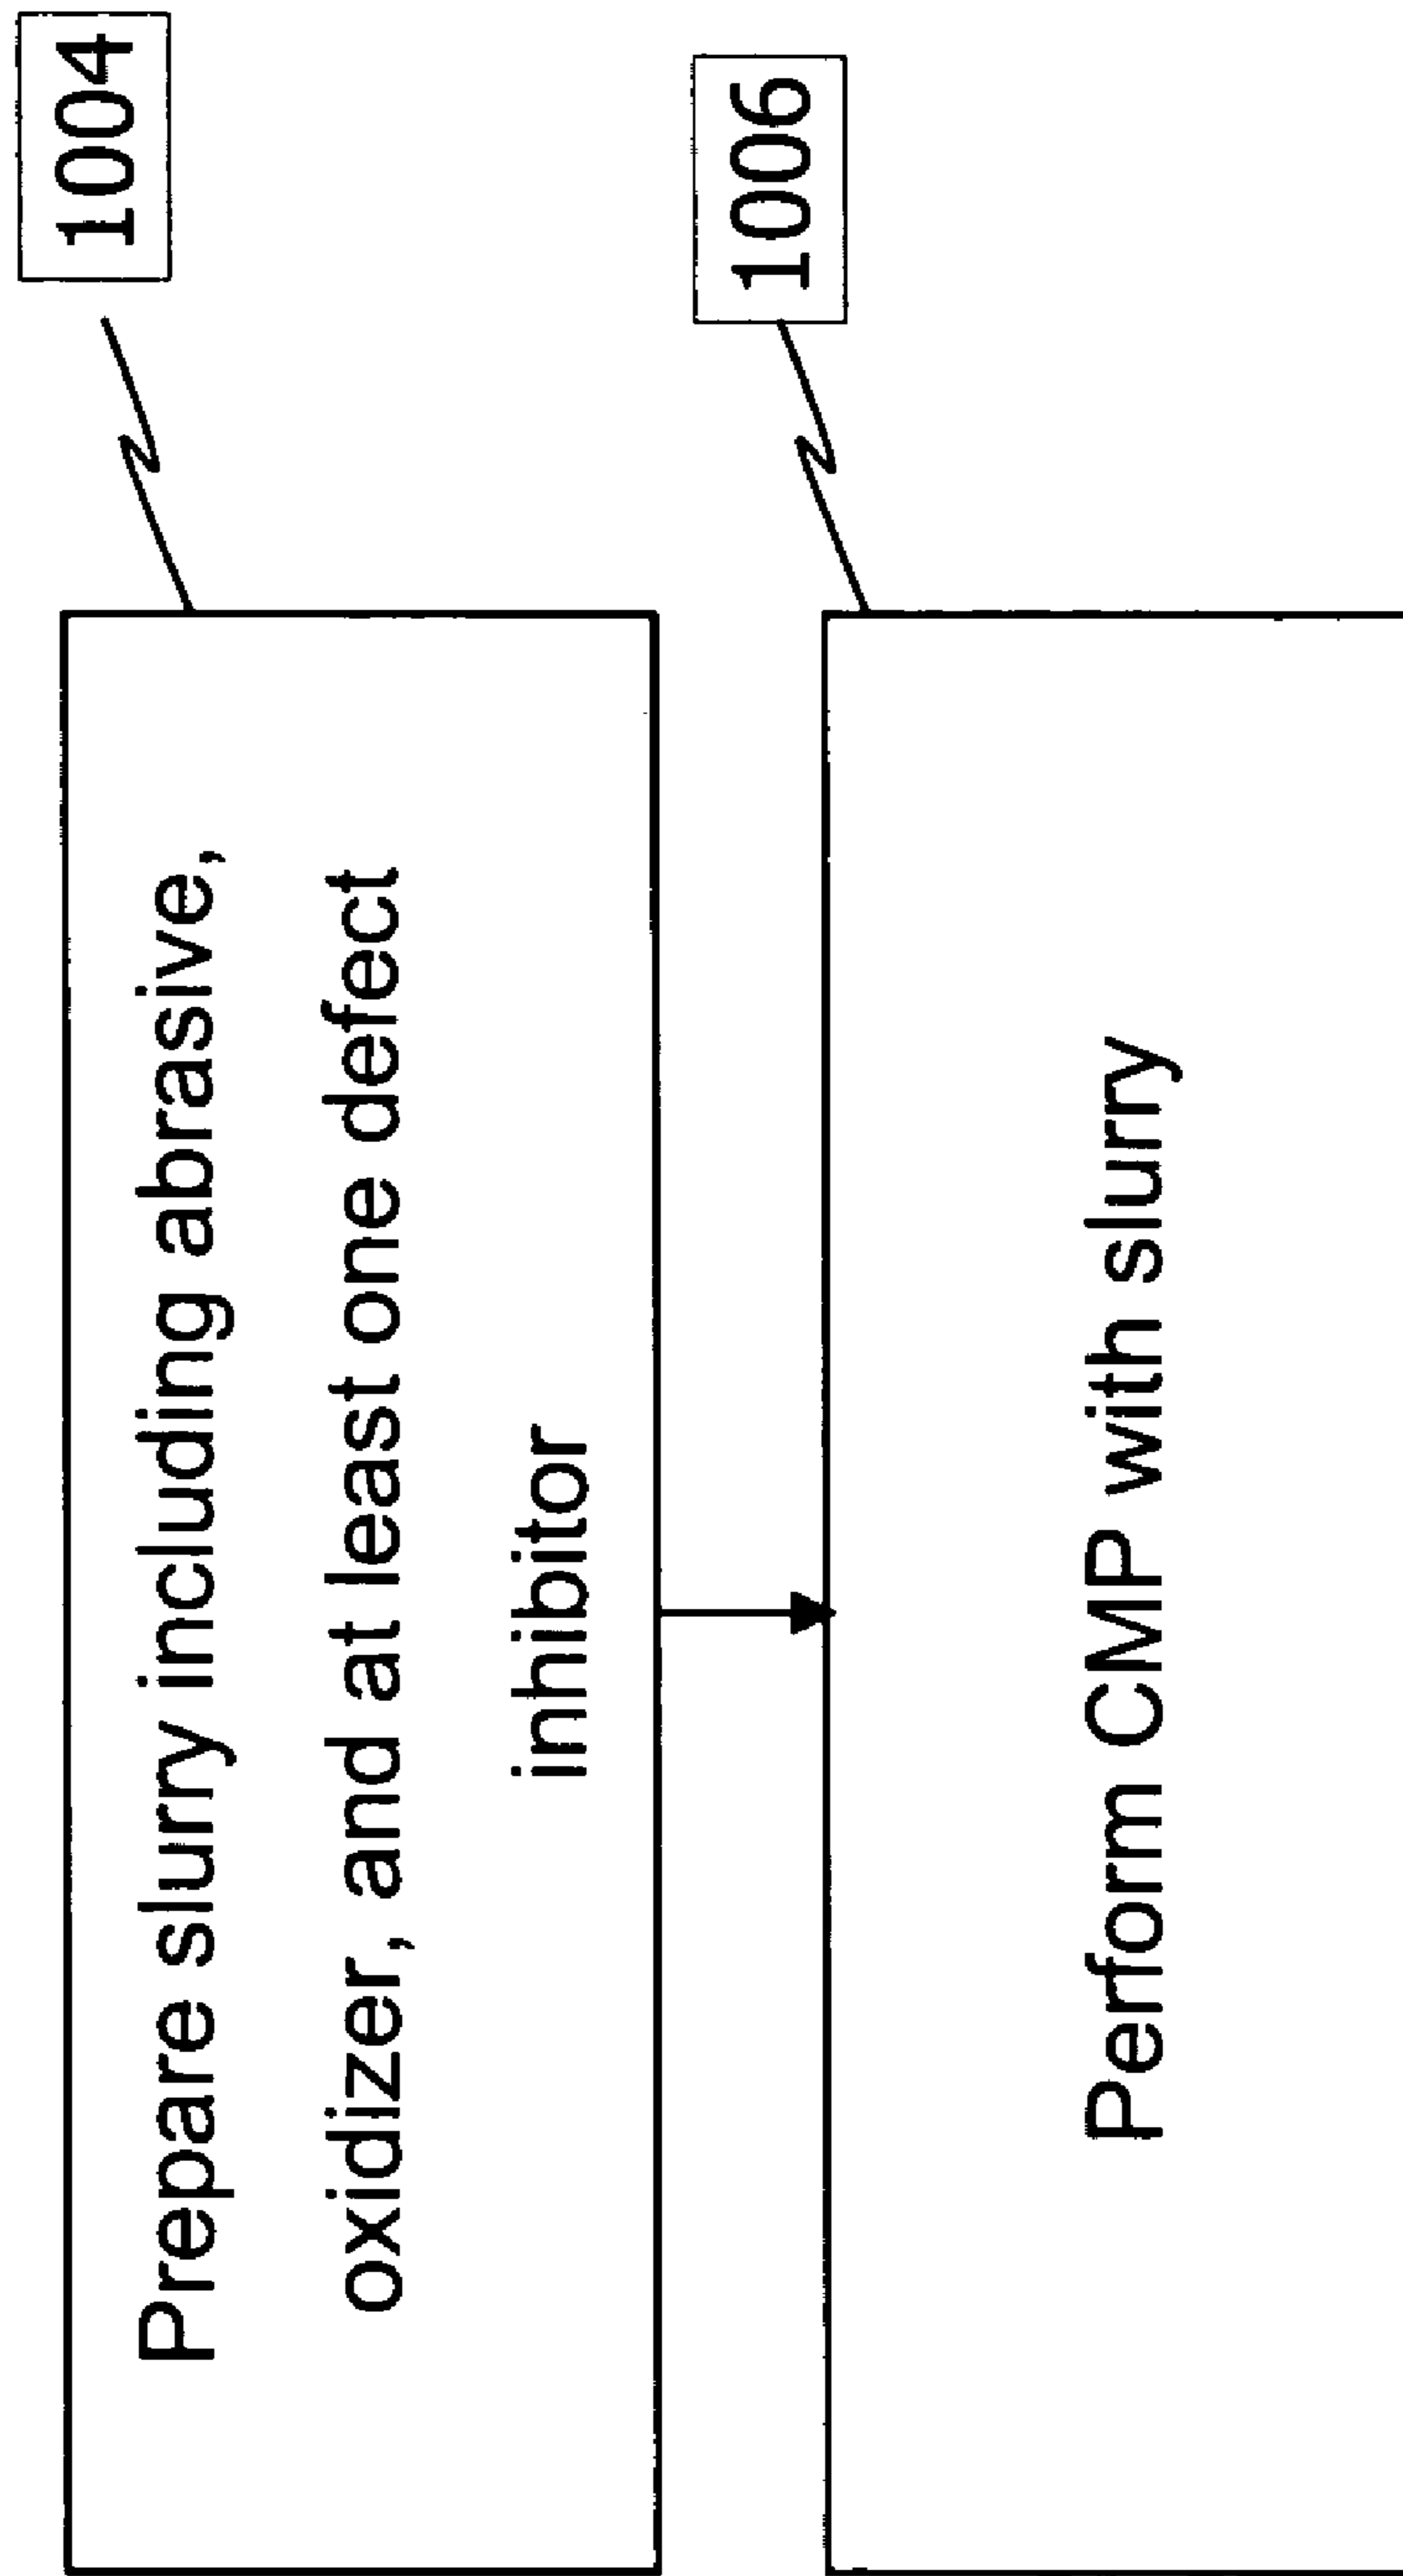 1004
Prepare slurry including abrasive,
oxidizer, and at least one defect
inhibitor
1006
Perform CMP with slurry